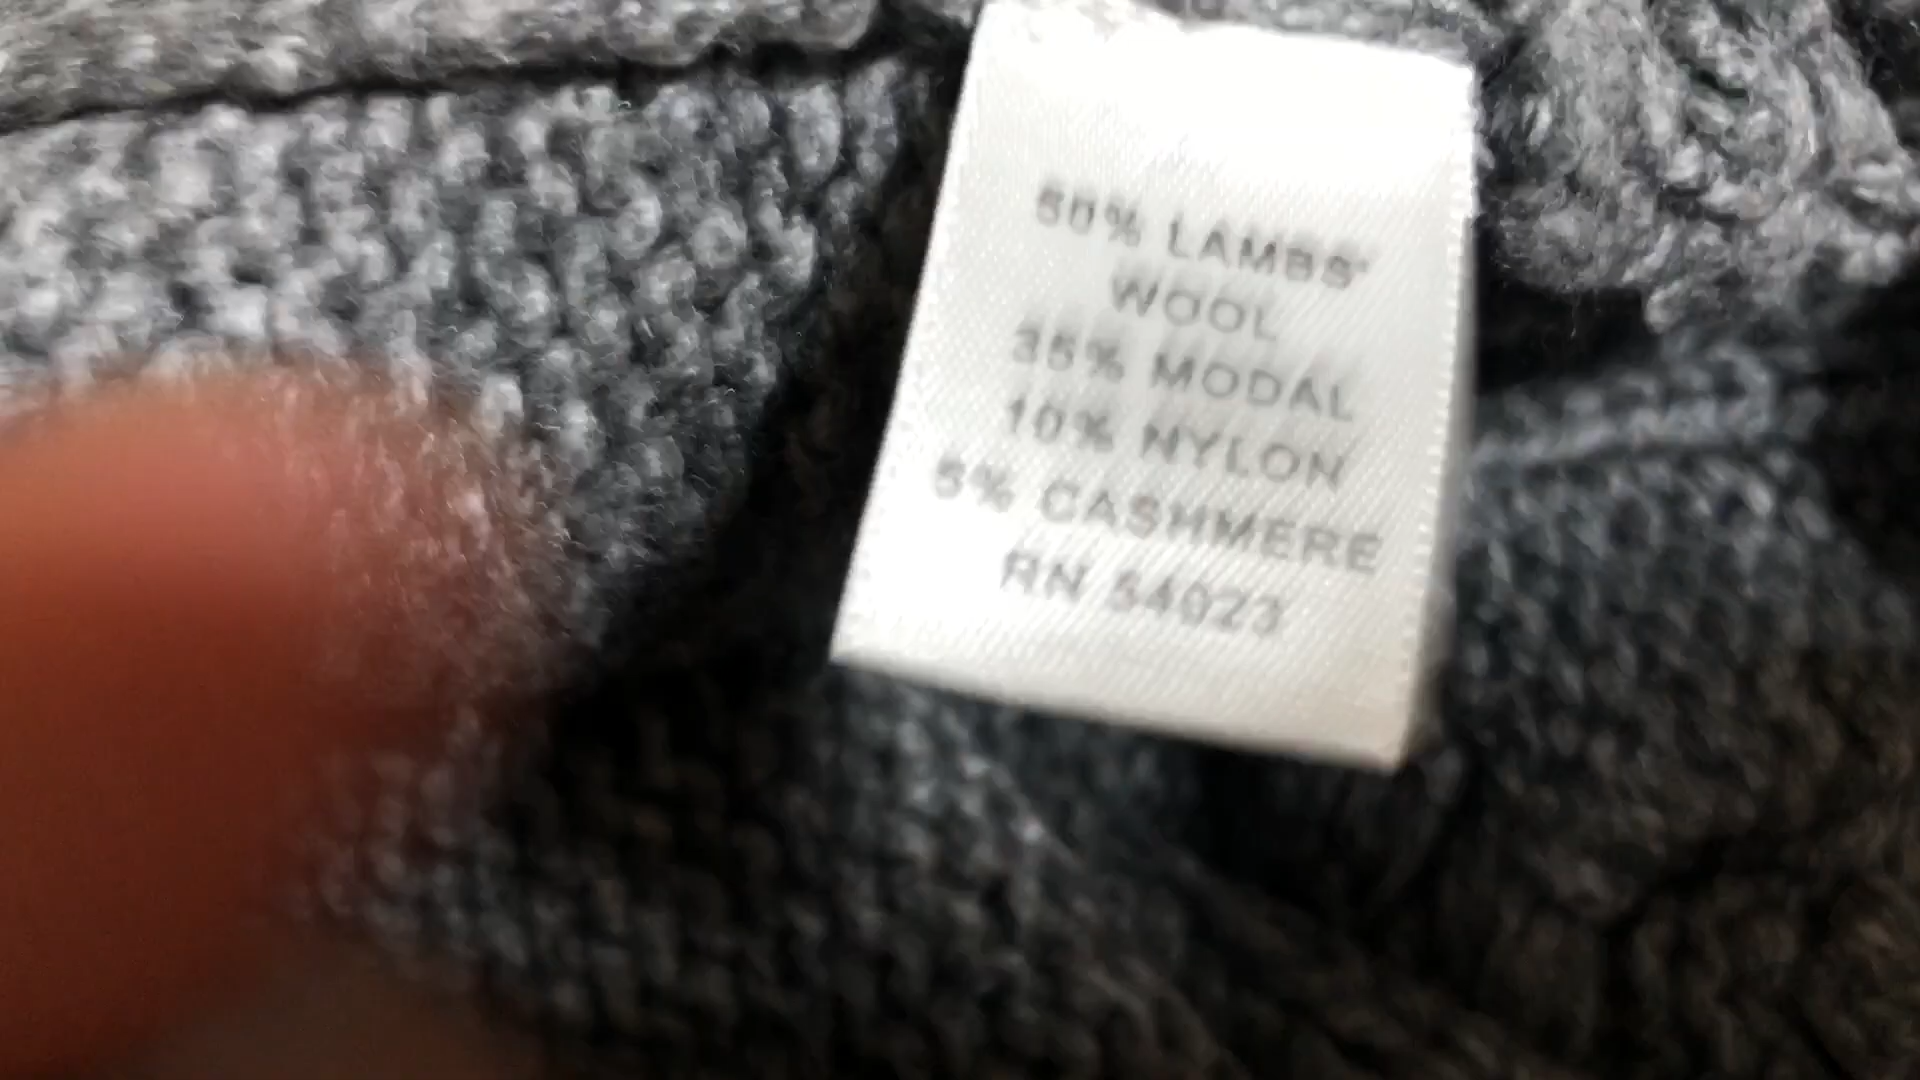 50% LAMBS'
WOOL
35% MODAL
10% NYLON
5% CASHMERE
RN 54023